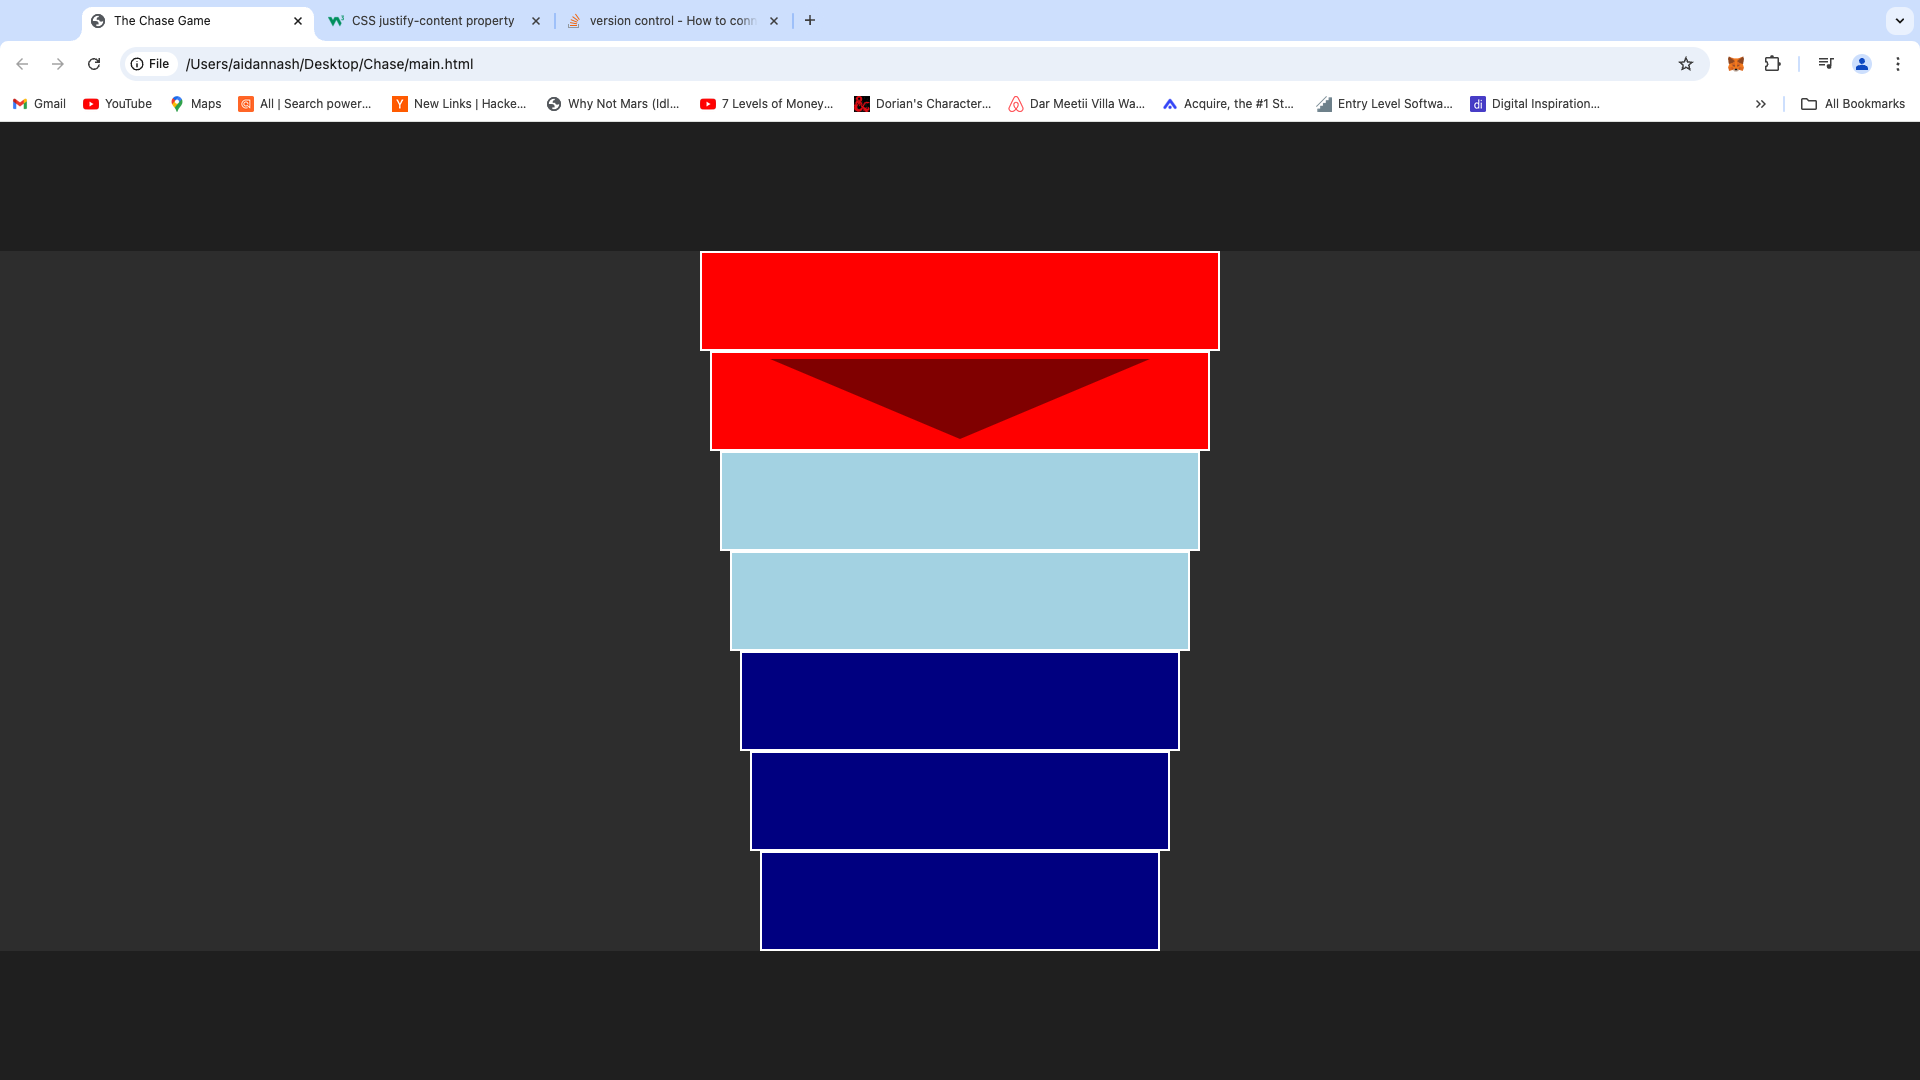 The Chase Game
CSS justify-content property
version control - How to conn
File
/Users/aidannash/Desktop/Chase/main.html
Gmail
YouTube
Maps
All | Search power...
New Links | Hacke...
Why Not Mars (Idl...
7 Levels of Money...
Dorian's Character...
Dar Meetii Villa Wa...
Acquire, the #1 St...
Entry Level Softwa...
Digital Inspiration...
All Bookmarks